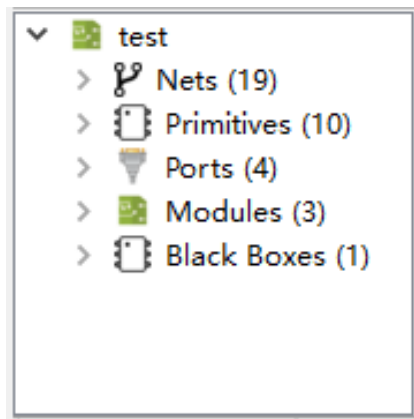 test
Nets (19)
Primitives (10)
Ports (4)
Modules (3)
Black Boxes (1)